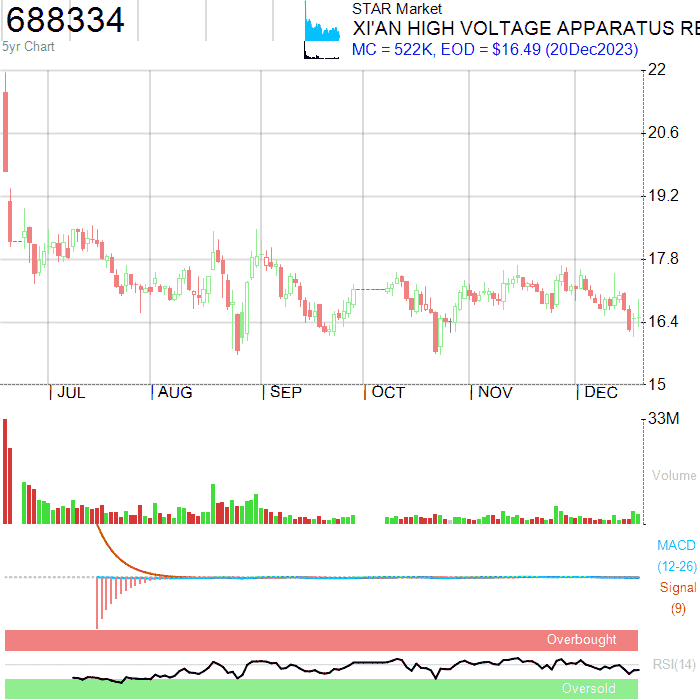 688334
5yr Chart
STAR Market
XI'AN HIGH VOLTAGE APPARATUS RE
MC = 522K, EOD = $16.49 (20Dec2023)
22
20.6
19.2
17.8
16.4
15
JUL AUG SEP OCT NOV DEC
33M
Volume
MACD
(12-26)
Signal
(9)
Overbought
RSI(14)
Oversold